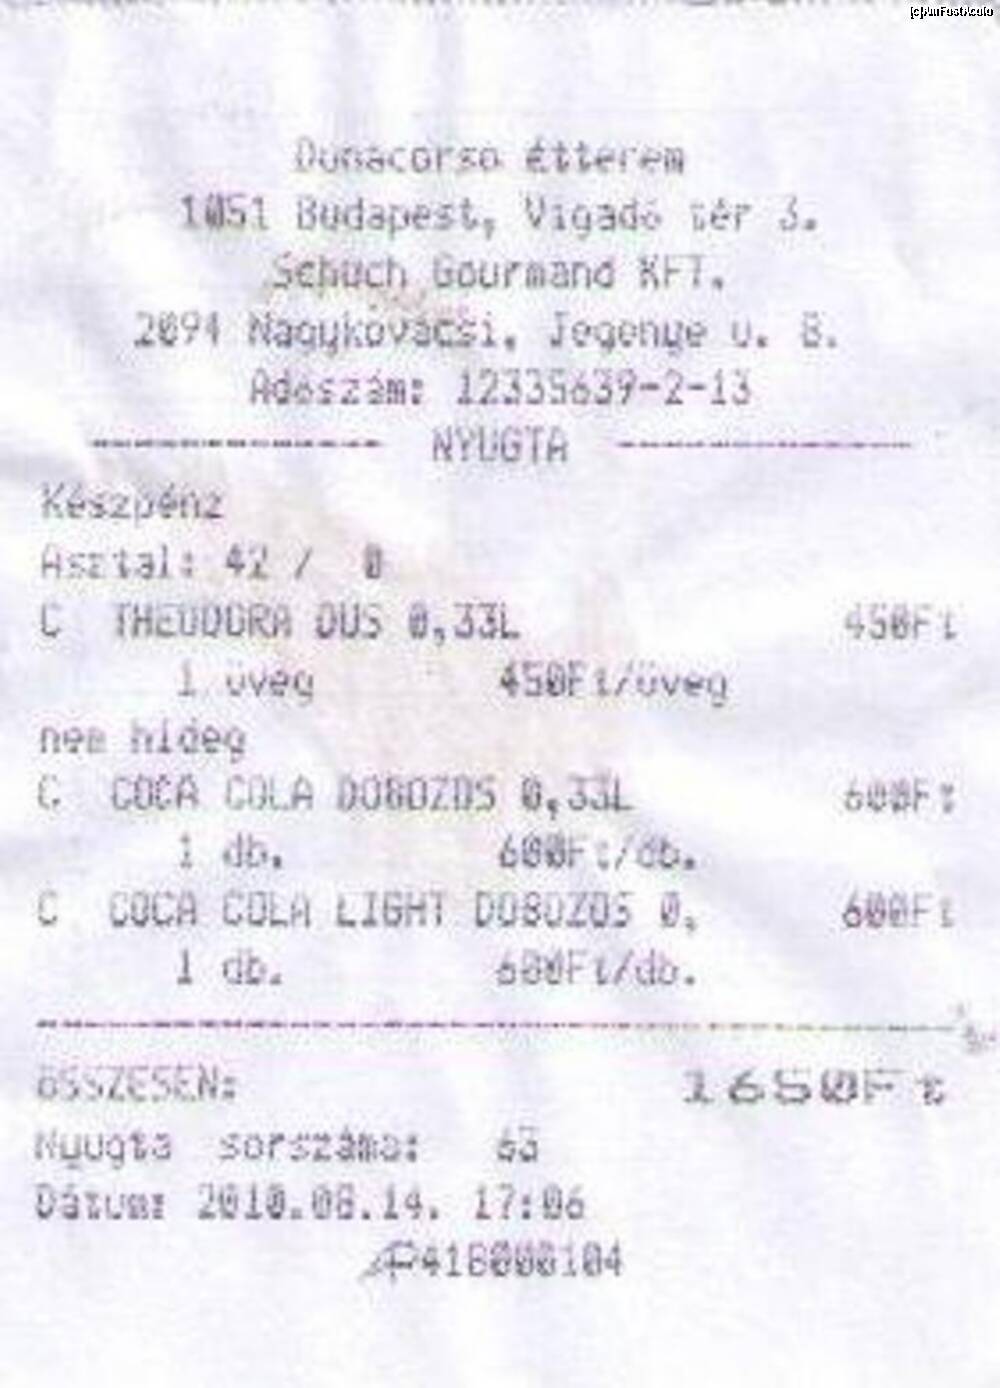 Dunacorso étterem
1051 Budapest, Vigadó tér 3.
Schuch Gourmand KFT.
2094 Nagykovácsi, Jegenye u. 8.
Adószám: 12335639-2-13
NYUGTA
Készpénz
Asztal: 42 / 0
C THEODORA DUS 0,33L 450Ft
1 üveg 450Ft/üveg
nem hideg
C COCA COLA DOBOZOS 0,33L 600Ft
1 db. 600Ft/db.
C COCA COLA LIGHT DOBOZOS 0, 600Ft
1 db. 600Ft/db.
ÖSSZESEN: 1650Ft
Nyugta sorszáma: 63
Dátum: 2010.08.14. 17:06